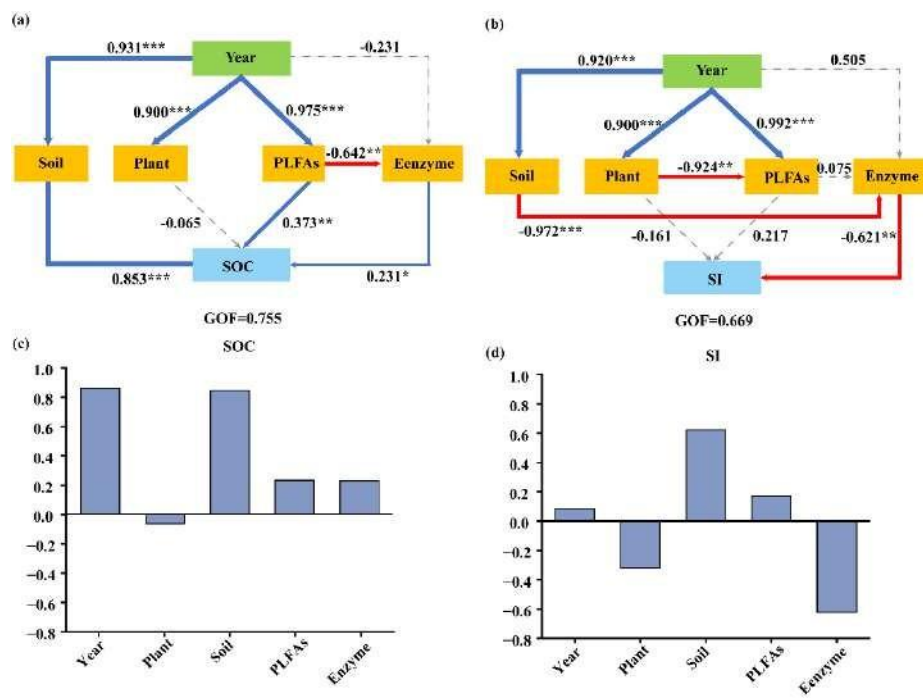 (a)
0.931***
Year
-0.231
0.900***
0.975***
Soil
Plant
PLFAs
-0.642**
Eenzyme
-0.065
0.373**
SOC
0.853***
0.231*
GOF=0.755
(b)
0.920***
Year
0.505
0.900***
0.992***
Soil
Plant
-0.924**
PLFAs
0.075
Enzyme
-0.972***
-0.161
0.217
-0.621**
SI
GOF=0.669
(c)
SOC
1.0
0.8
0.6
0.4
0.2
0.0
−0.2
−0.4
−0.6
−0.8
Year
Plant
Soil
PLFAs
Enzyme
(d)
SI
1.0
0.8
0.6
0.4
0.2
0.0
−0.2
−0.4
−0.6
−0.8
Year
Plant
Soil
PLFAs
Eenzyme